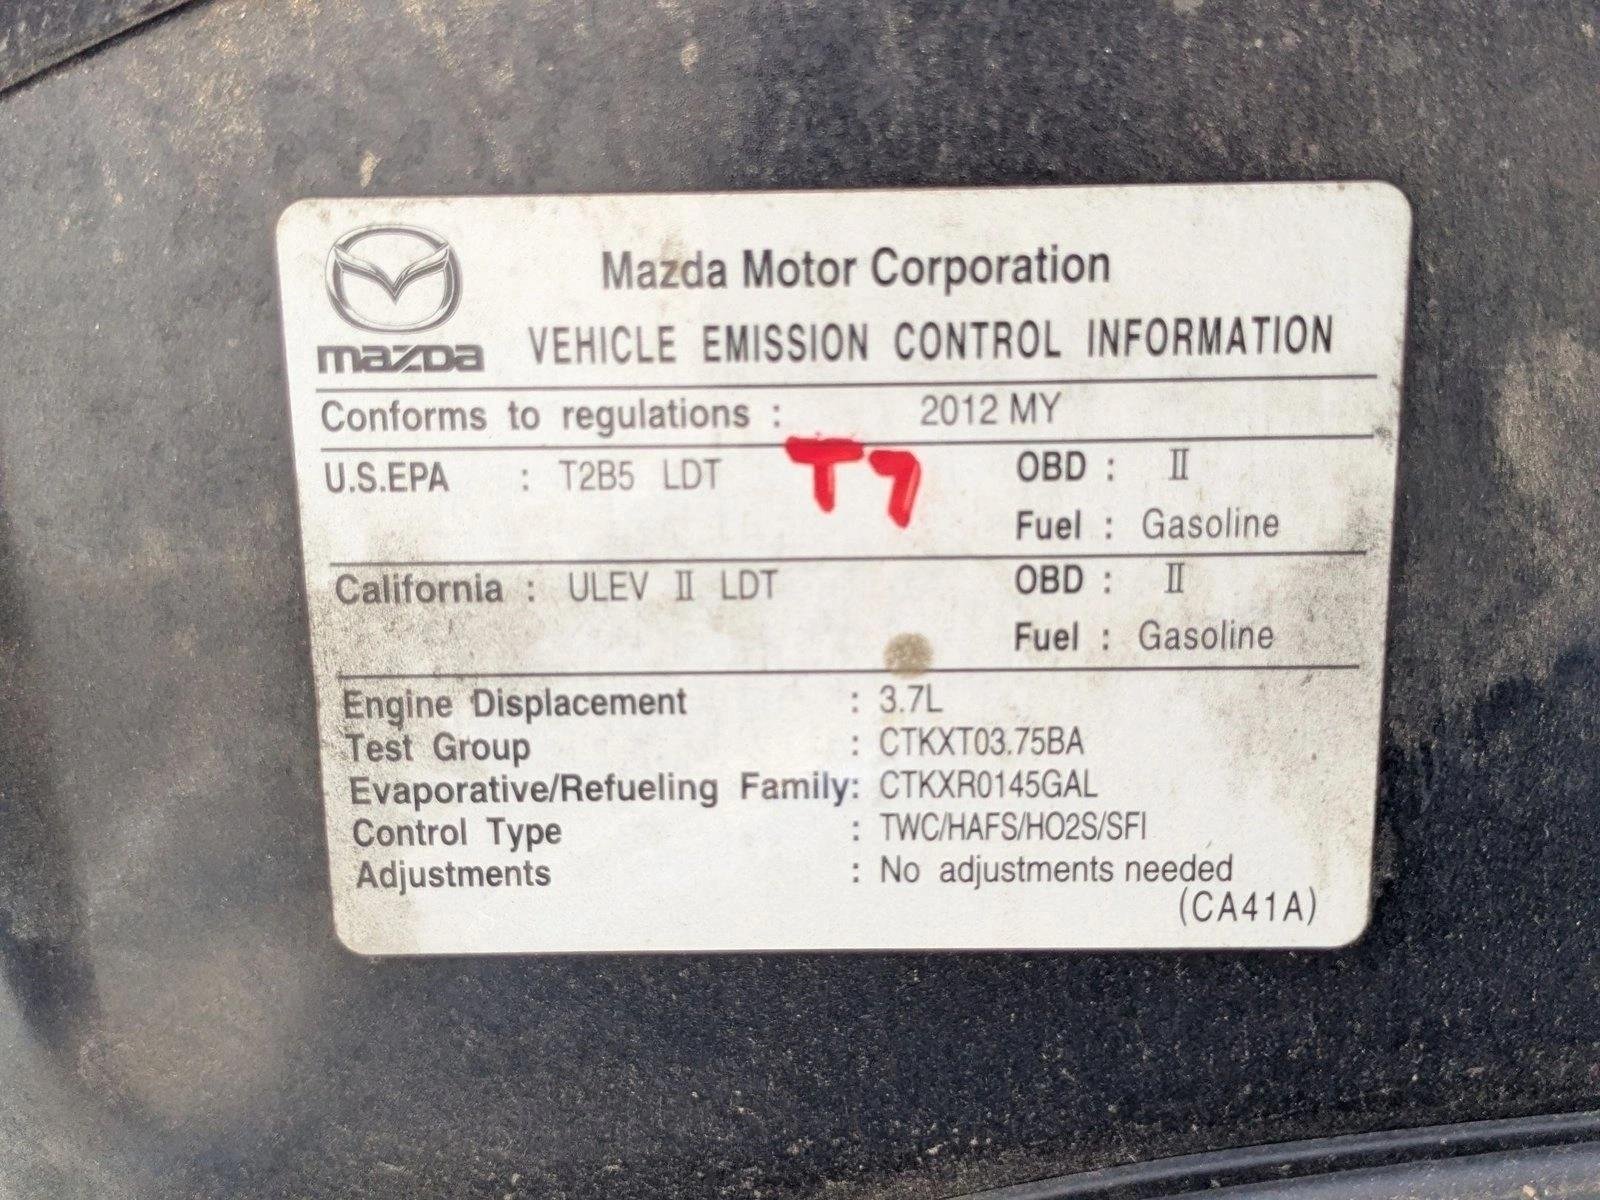 Mazda Motor Corporation
mazda
VEHICLE EMISSION CONTROL INFORMATION
Conforms to regulations : 2012 MY
U.S.EPA : T2B5 LDT
T7
OBD : II
Fuel : Gasoline
California : ULEV II LDT
OBD : II
Fuel : Gasoline
Engine Displacement : 3.7L
Test Group : CTKXT03.75BA
Evaporative/Refueling Family: CTKXR0145GAL
Control Type : TWC/HAFS/HO2S/SFI
Adjustments : No adjustments needed
(CA41A)